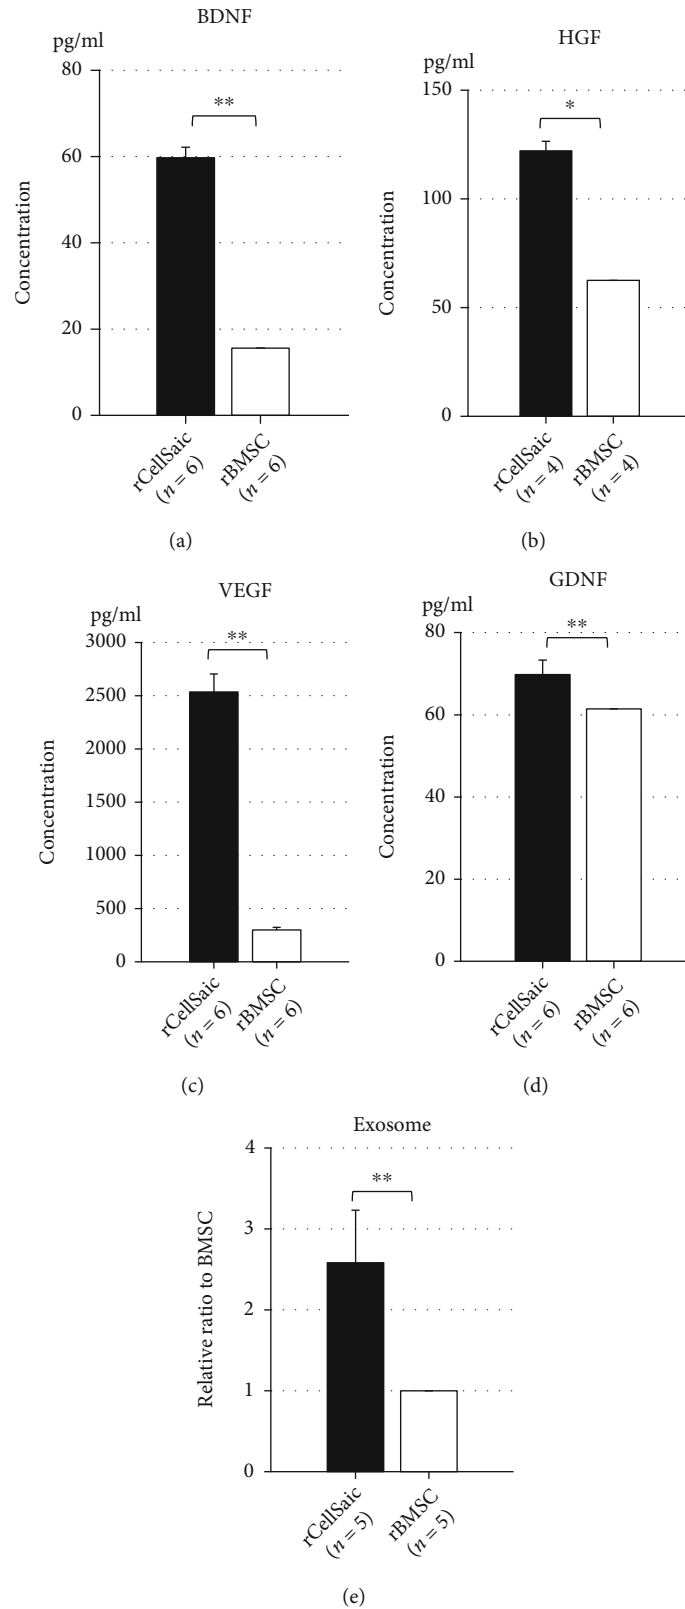 BDNF
pg/ml
80
60
40
20
0
Concentration
**
rCellSaic
(n = 6)
rBMSC
(n = 6)
(a)
HGF
pg/ml
150
100
50
0
Concentration
*
rCellSaic
(n = 4)
rBMSC
(n = 4)
(b)
VEGF
pg/ml
3000
2500
2000
1500
1000
500
0
Concentration
**
rCellSaic
(n = 6)
rBMSC
(n = 6)
(c)
GDNF
pg/ml
80
60
40
20
0
Concentration
**
rCellSaic
(n = 6)
rBMSC
(n = 6)
(d)
Exosome
4
3
2
1
0
Relative ratio to BMSC
**
rCellSaic
(n = 5)
rBMSC
(n = 5)
(e)